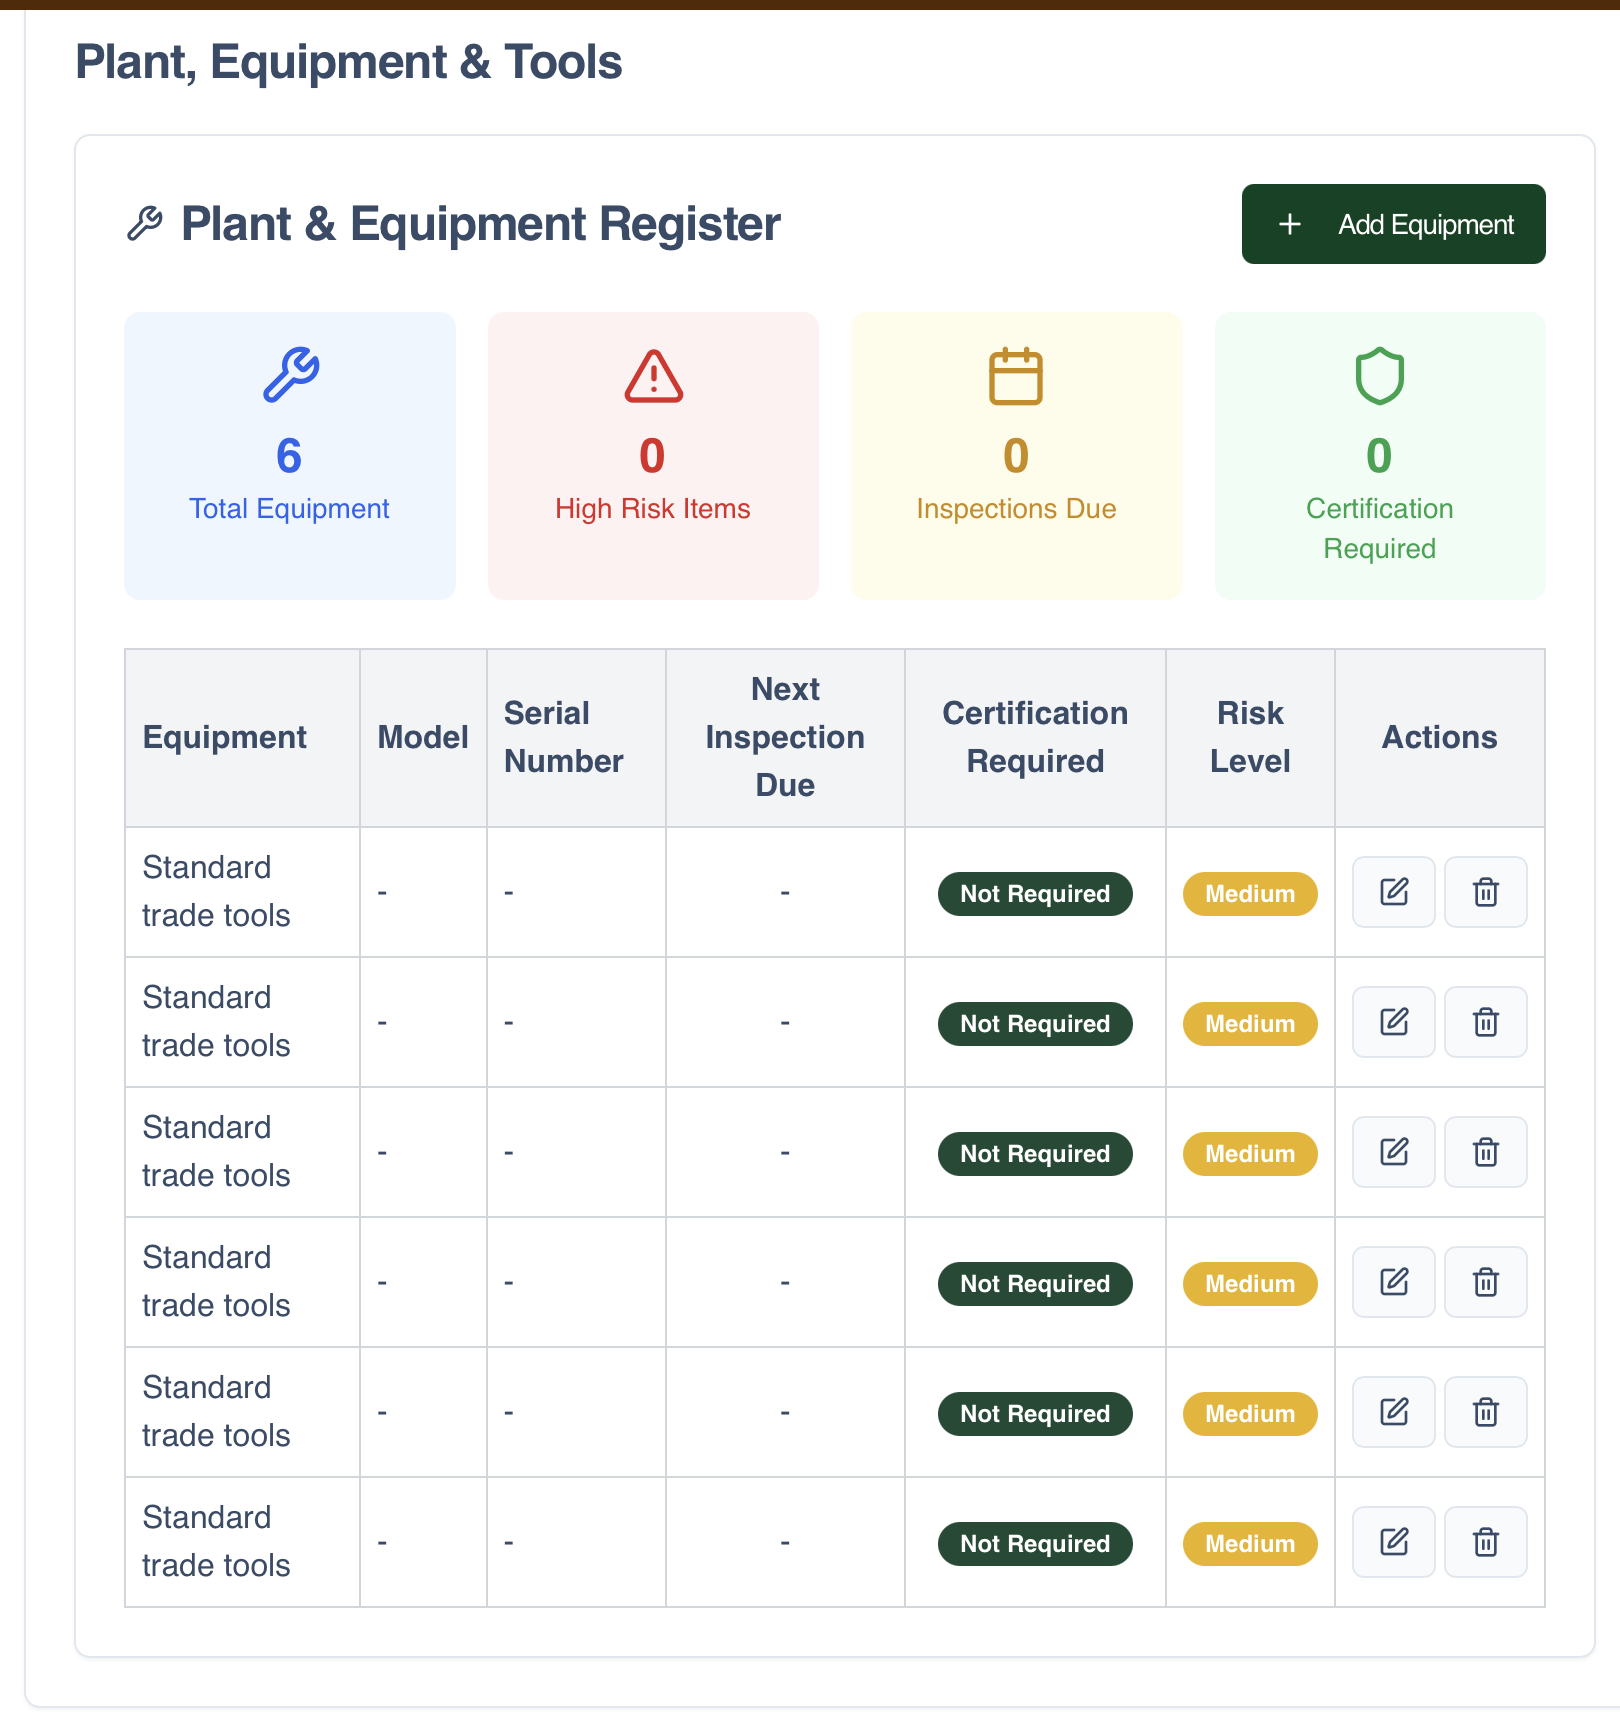 Plant, Equipment & Tools
Plant & Equipment Register
Add Equipment
6
Total Equipment
0
High Risk Items
0
Inspections Due
0
Certification
Required
Equipment
Model
Serial
Number
Next
Inspection
Due
Certification
Required
Risk
Level
Actions
Standard
trade tools
-
-
-
Not Required
Medium
Standard
trade tools
-
-
-
Not Required
Medium
Standard
trade tools
-
-
-
Not Required
Medium
Standard
trade tools
-
-
-
Not Required
Medium
Standard
trade tools
-
-
-
Not Required
Medium
Standard
trade tools
-
-
-
Not Required
Medium